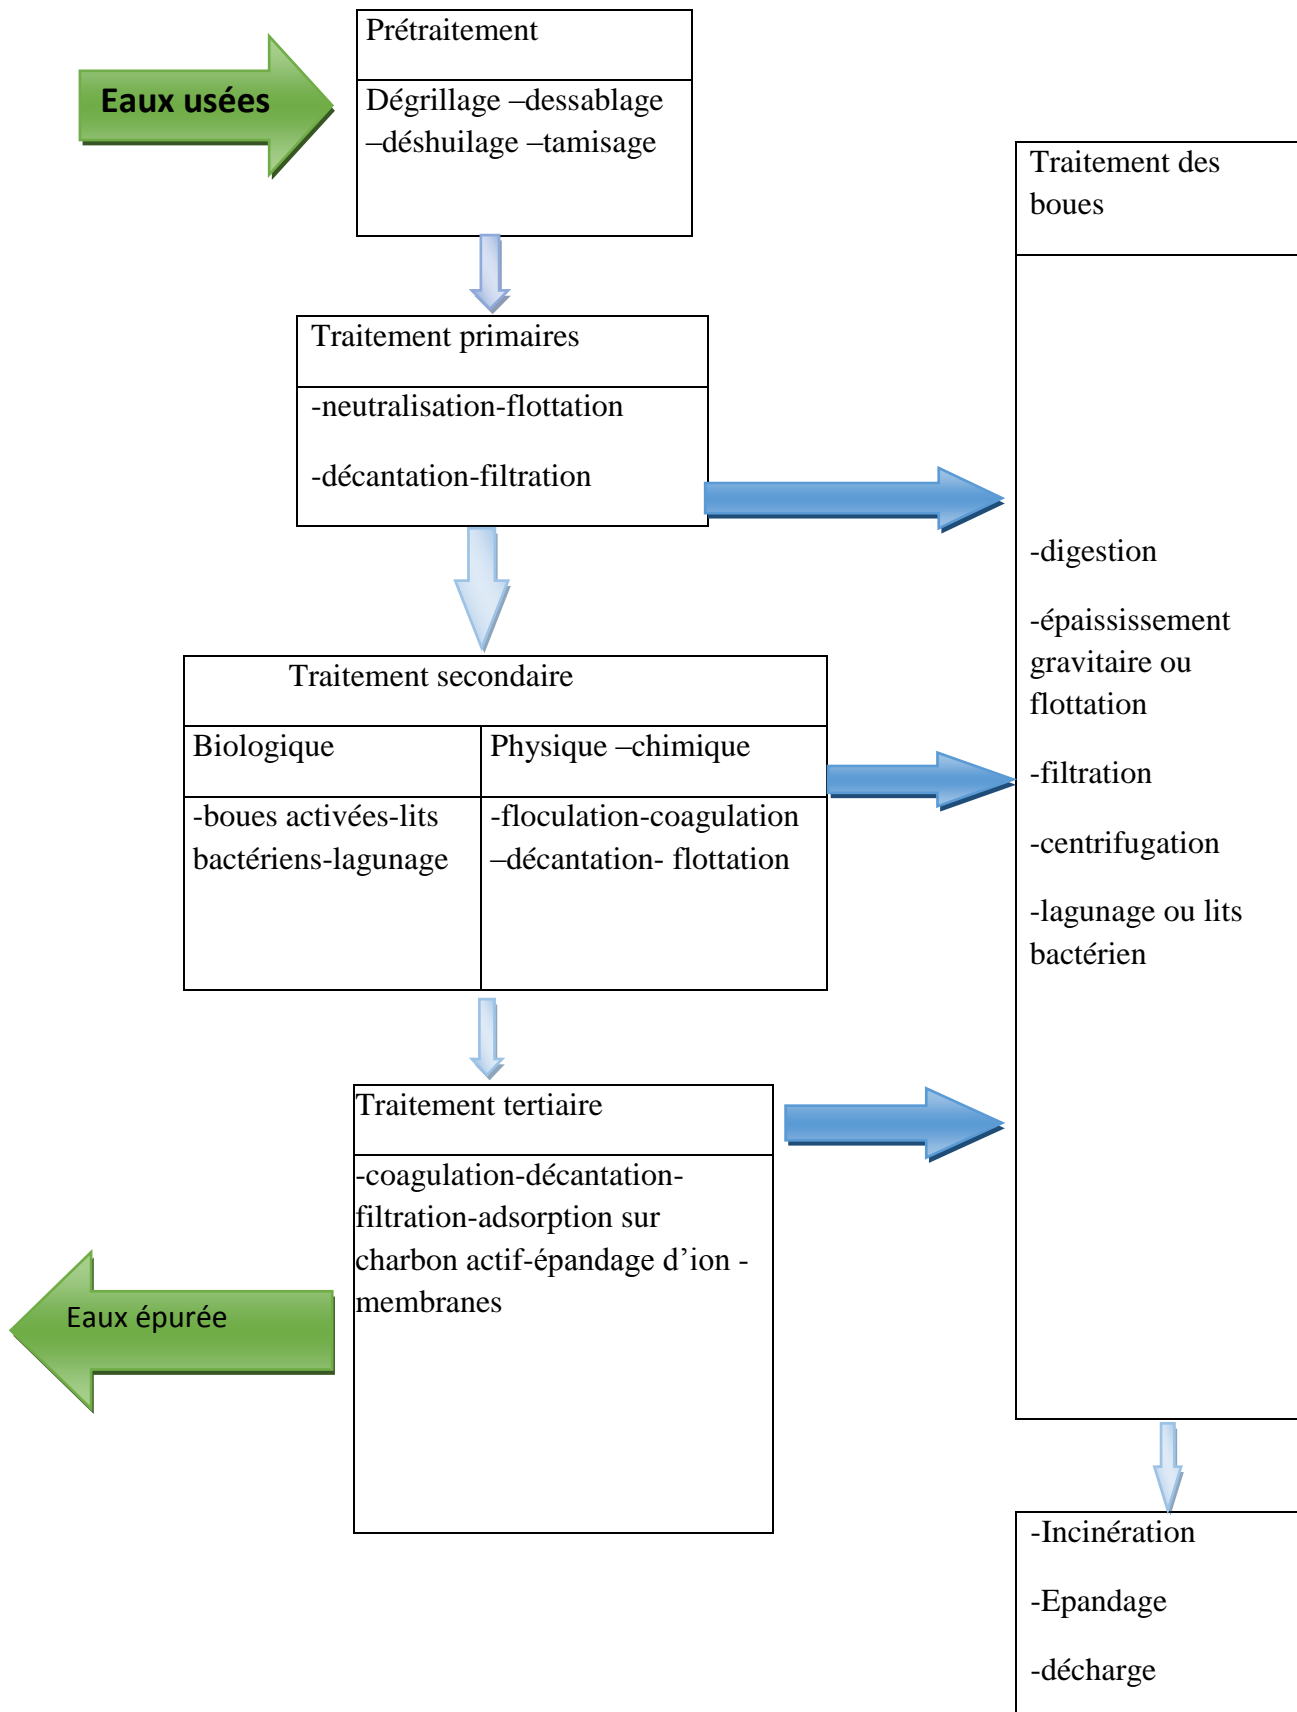 Prétraitement
Eaux usées
Dégrillage –dessablage
–déshuilage –tamisage
Traitement primaires
-neutralisation-flottation
-décantation-filtration
Traitement secondaire
Biologique
Physique –chimique
-boues activées-lits
bactériens-lagunage
-floculation-coagulation
–décantation- flottation
Traitement tertiaire
-coagulation-décantation-
filtration-adsorption sur
charbon actif-épandage d’ion -
membranes
Eaux épurée
Traitement des
boues
-digestion
-épaississement
gravitaire ou
flottation
-filtration
-centrifugation
-lagunage ou lits
bactérien
-Incinération
-Epandage
-décharge